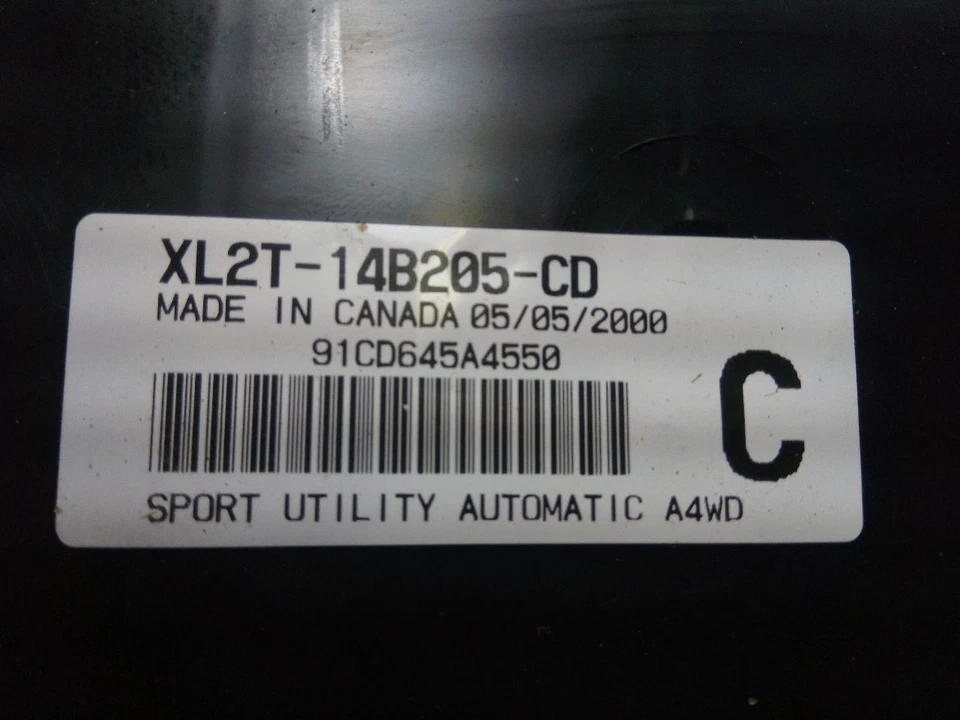 XL2T-14B205-CD
MADE IN CANADA 05/05/2000
91CD645A4550
C
SPORT UTILITY AUTOMATIC A4WD